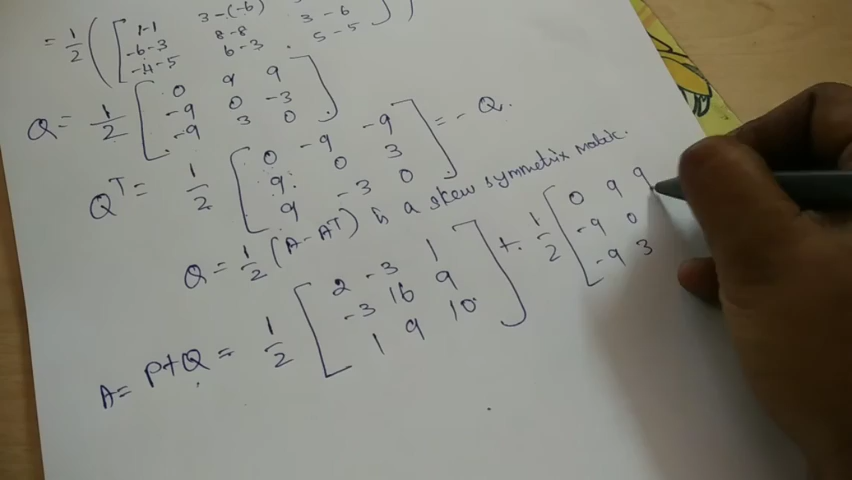 = 1/2 ( [ 1-1 3-(-6)
-6-3 8-8 3-6
-4-5 6-3 5-5 ] )
Q = 1/2 [ 0 9 9
-9 0 -3
-9 3 0 ]
Qᵀ = 1/2 [ 0 -9 -9
9 0 3
9 -3 0 ] = -Q.
Q = 1/2 (A-AT) is a skew symmetrix matrix.
A = P+Q = 1/2 [ 2 -3 1
-3 16 9
1 9 10 ] + 1/2 [ 0 9 9
-9 0
-9 3